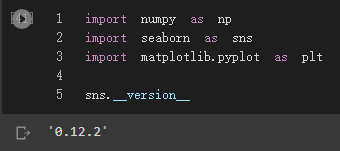 1 import numpy as np
2 import seaborn as sns
3 import matplotlib.pyplot as plt
4
5 sns.__version__
'0.12.2'